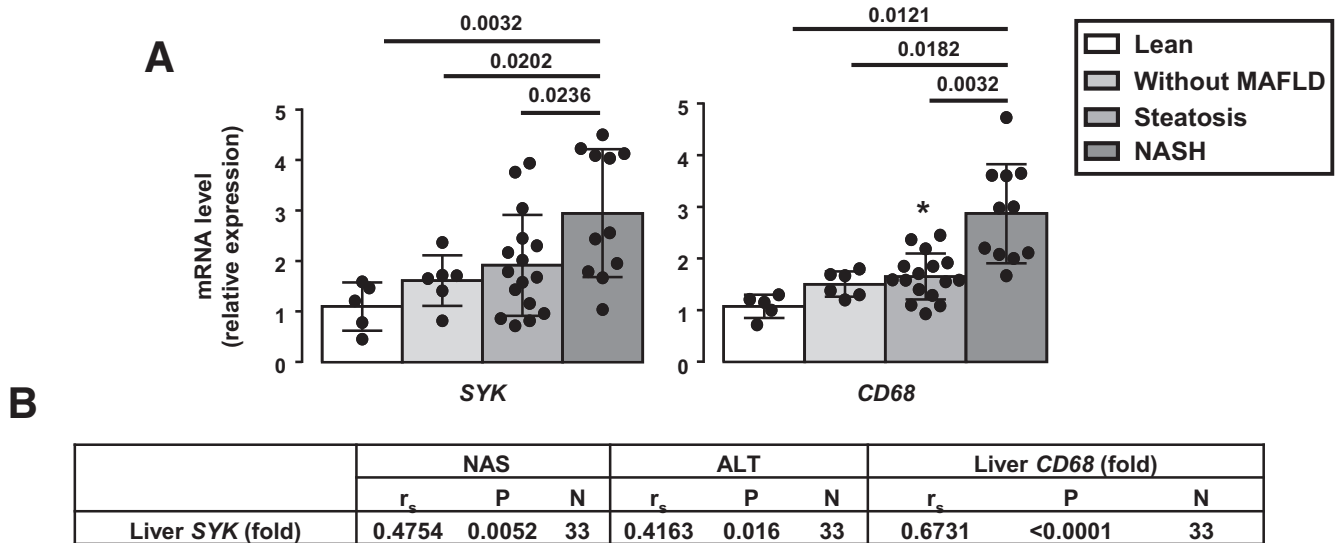 A
0.0032
0.0202
0.0236
0.0121
0.0182
0.0032
Lean
Without MAFLD
Steatosis
NASH
mRNA level
(relative expression)
5
4
3
2
1
0
SYK
5
4
3
2
1
0
*
CD68
B
NAS ALT Liver CD68 (fold)
rs P N rs P N rs P N
Liver SYK (fold) 0.4754 0.0052 33 0.4163 0.016 33 0.6731 <0.0001 33